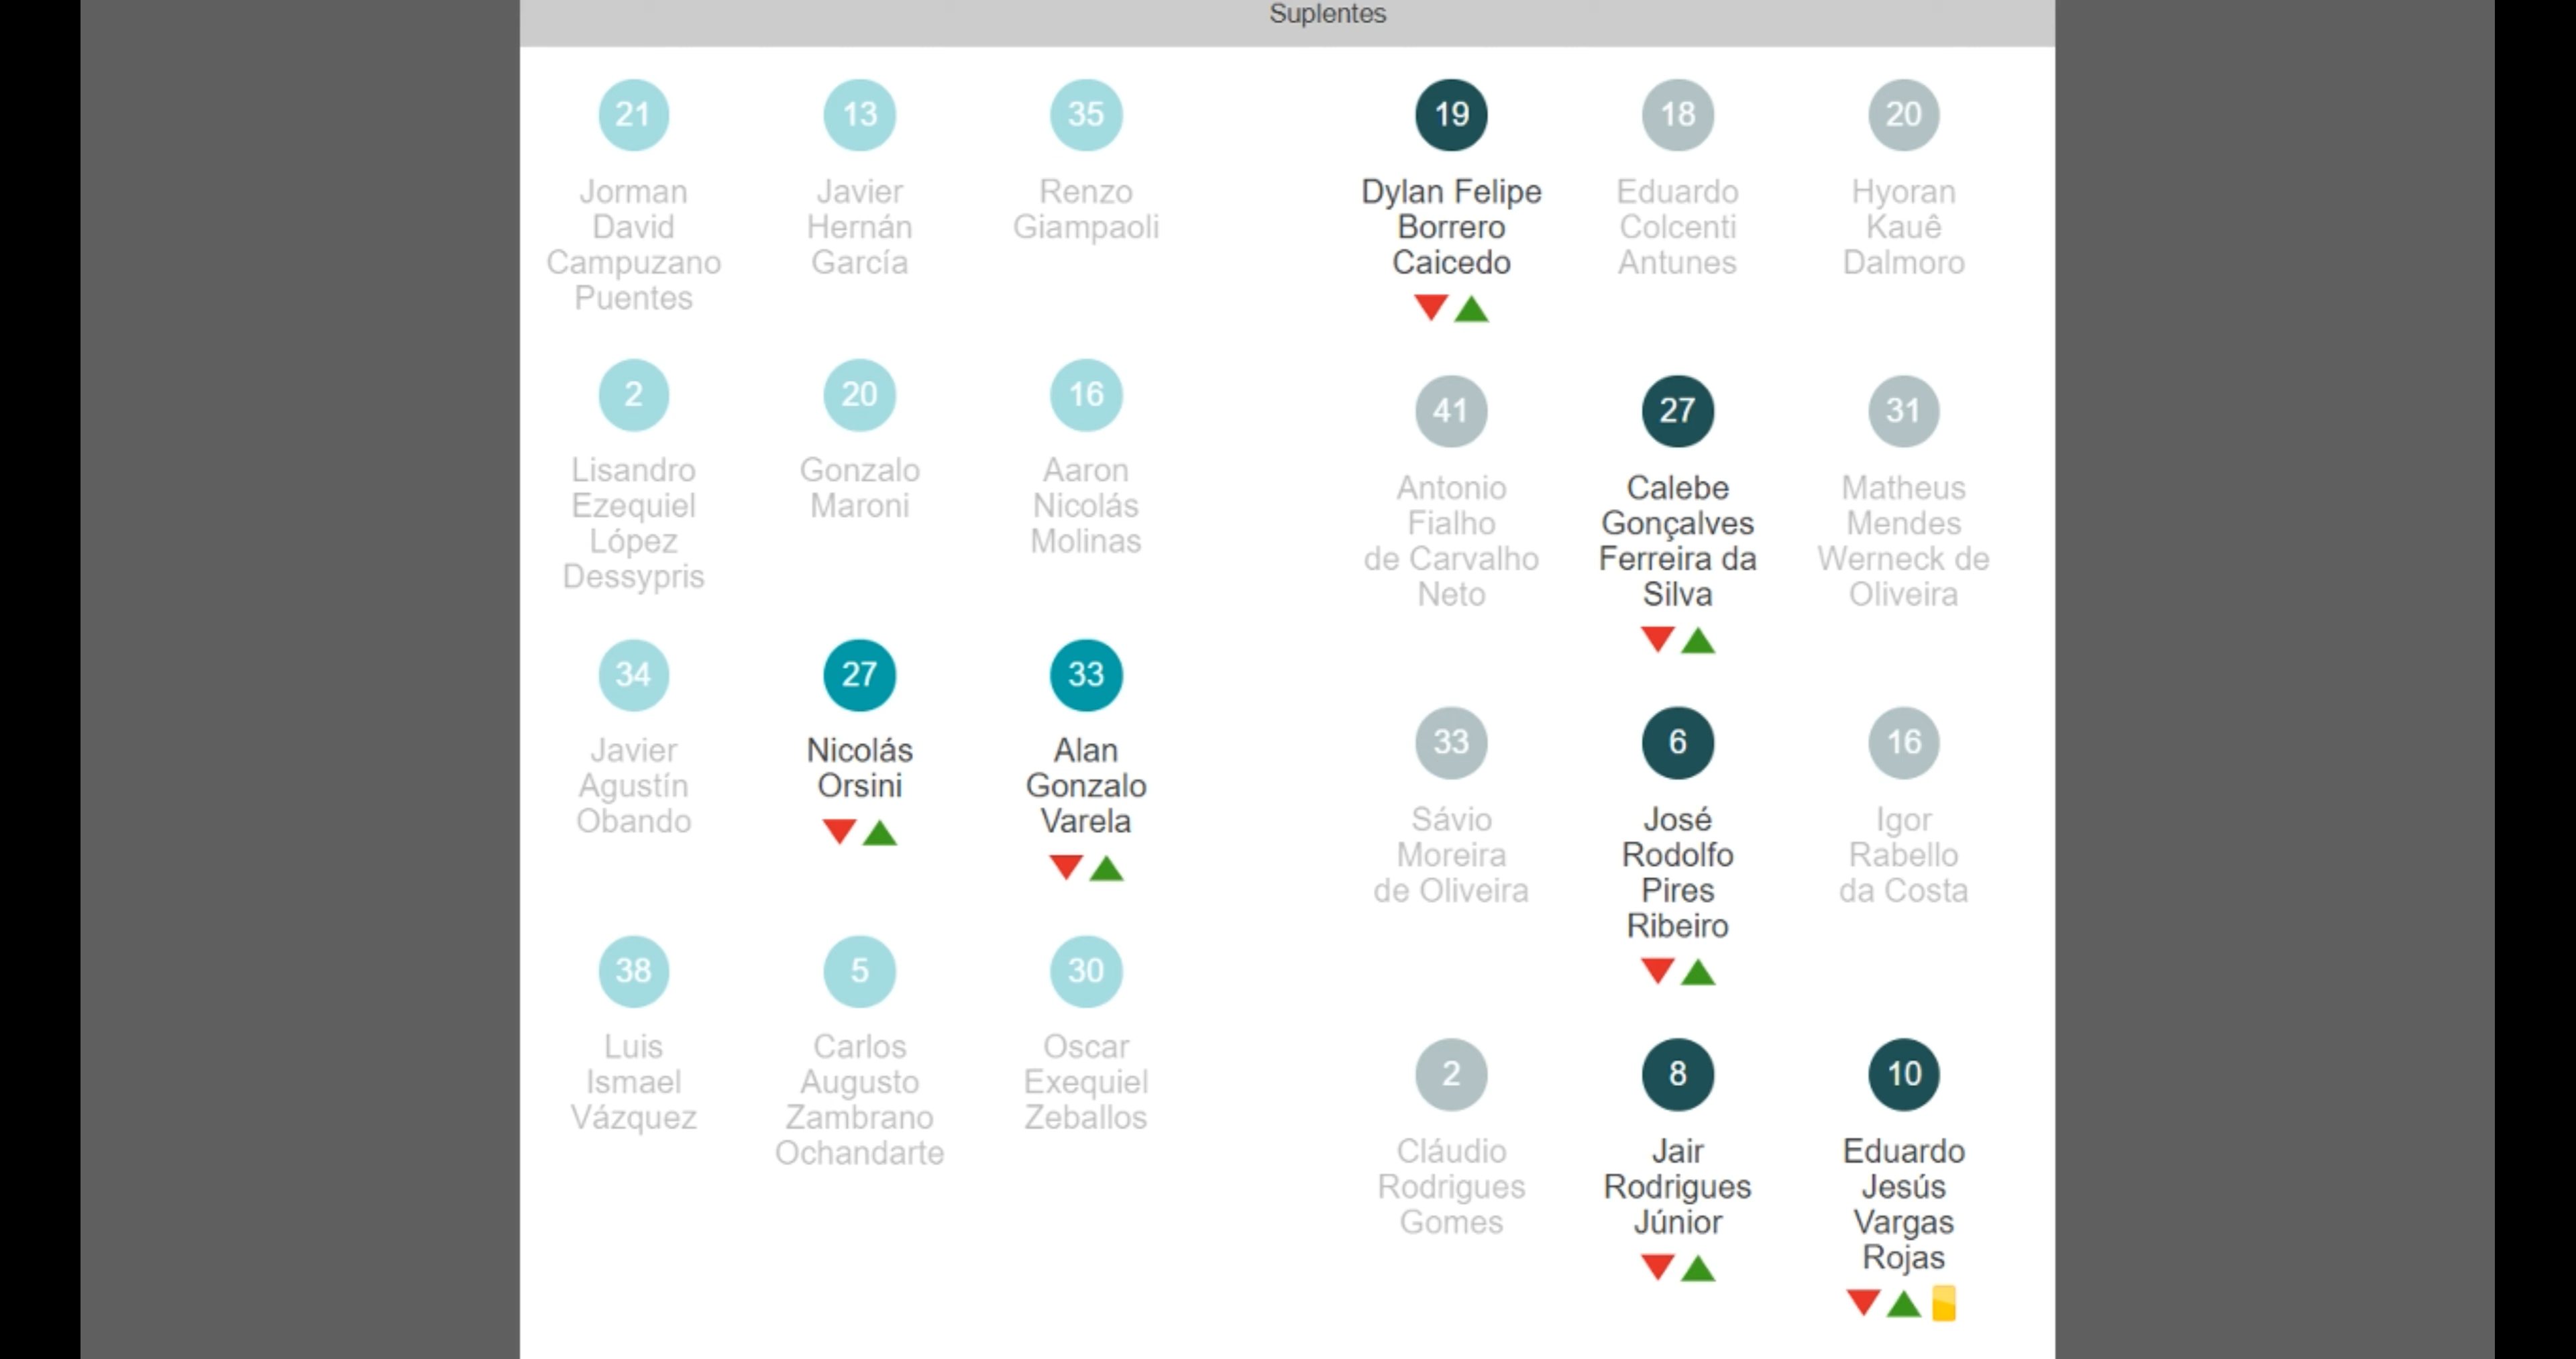 Suplentes
21
Jorman
David
Campuzano
Puentes
13
Javier
Hernán
García
35
Renzo
Giampaoli
2
Lisandro
Ezequiel
López
Dessypris
20
Gonzalo
Maroni
16
Aaron
Nicolás
Molinas
34
Javier
Agustín
Obando
27
Nicolás
Orsini
33
Alan
Gonzalo
Varela
38
Luis
Ismael
Vázquez
5
Carlos
Augusto
Zambrano
Ochandarte
30
Oscar
Exequiel
Zeballos
19
Dylan Felipe
Borrero
Caicedo
18
Eduardo
Colcenti
Antunes
20
Hyoran
Kauê
Dalmoro
41
Antonio
Fialho
de Carvalho
Neto
27
Calebe
Gonçalves
Ferreira da
Silva
31
Matheus
Mendes
Werneck de
Oliveira
33
Sávio
Moreira
de Oliveira
6
José
Rodolfo
Pires
Ribeiro
16
Igor
Rabello
da Costa
2
Cláudio
Rodrigues
Gomes
8
Jair
Rodrigues
Júnior
10
Eduardo
Jesús
Vargas
Rojas